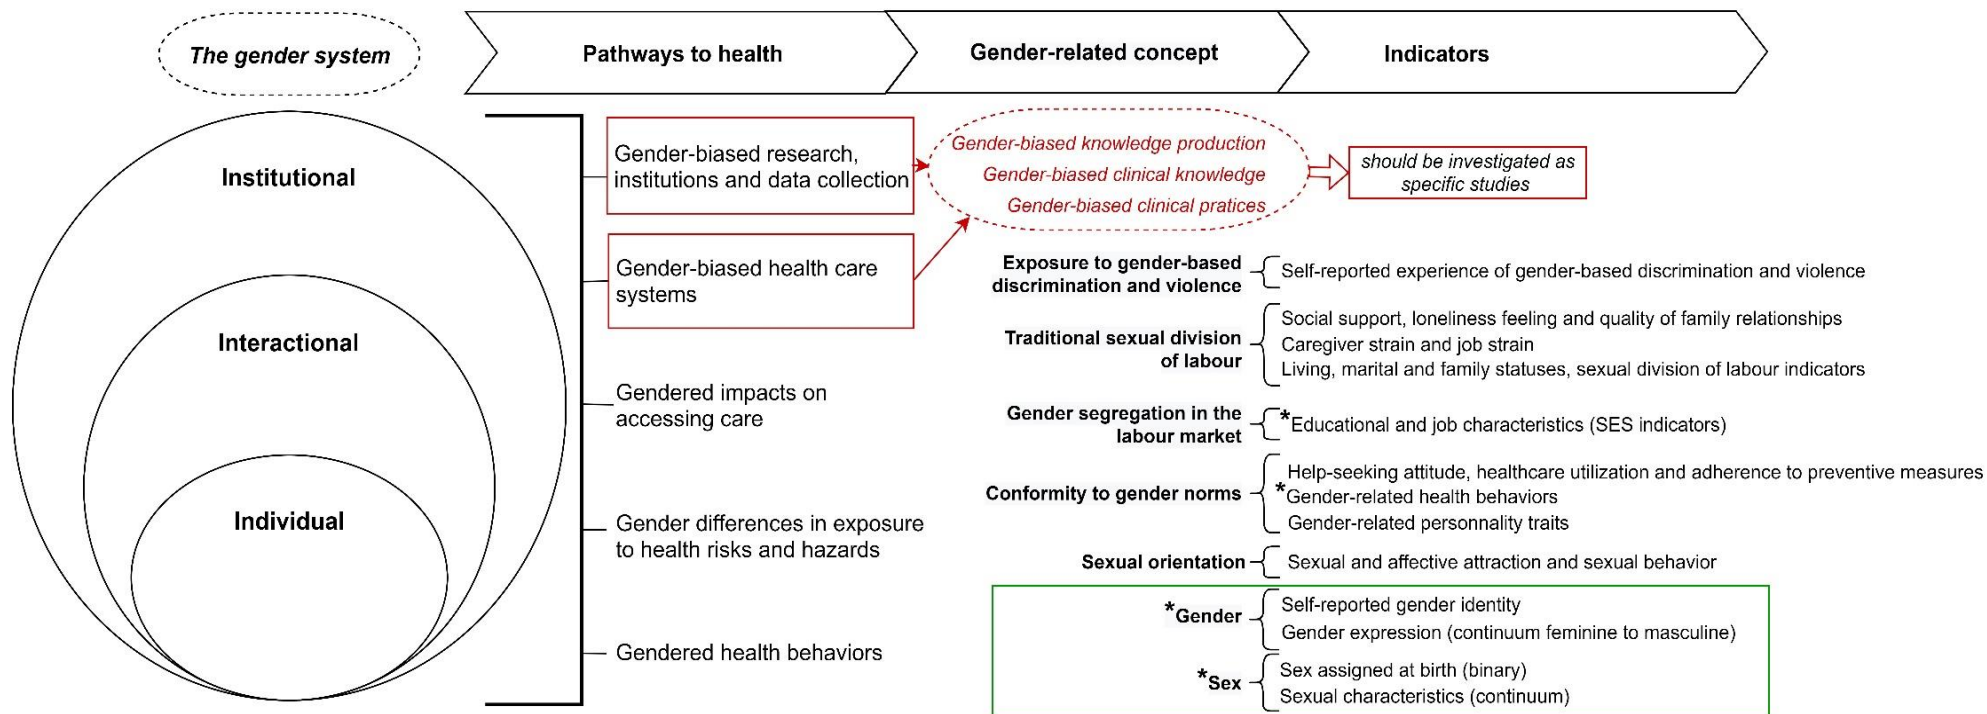 The gender system
Pathways to health
Gender-related concept
Indicators
Institutional
Interactional
Individual
Gender-biased research,
institutions and data collection
Gender-biased health care
systems
Gendered impacts on
accessing care
Gender differences in exposure
to health risks and hazards
Gendered health behaviors
Gender-biased knowledge production
Gender-biased clinical knowledge
Gender-biased clinical pratices
should be investigated as
specific studies
Exposure to gender-based
discrimination and violence
Self-reported experience of gender-based discrimination and violence
Traditional sexual division
of labour
Social support, loneliness feeling and quality of family relationships
Caregiver strain and job strain
Living, marital and family statuses, sexual division of labour indicators
Gender segregation in the
labour market
*Educational and job characteristics (SES indicators)
Conformity to gender norms
Help-seeking attitude, healthcare utilization and adherence to preventive measures
*Gender-related health behaviors
Gender-related personnality traits
Sexual orientation
Sexual and affective attraction and sexual behavior
*Gender
Self-reported gender identity
Gender expression (continuum feminine to masculine)
*Sex
Sex assigned at birth (binary)
Sexual characteristics (continuum)